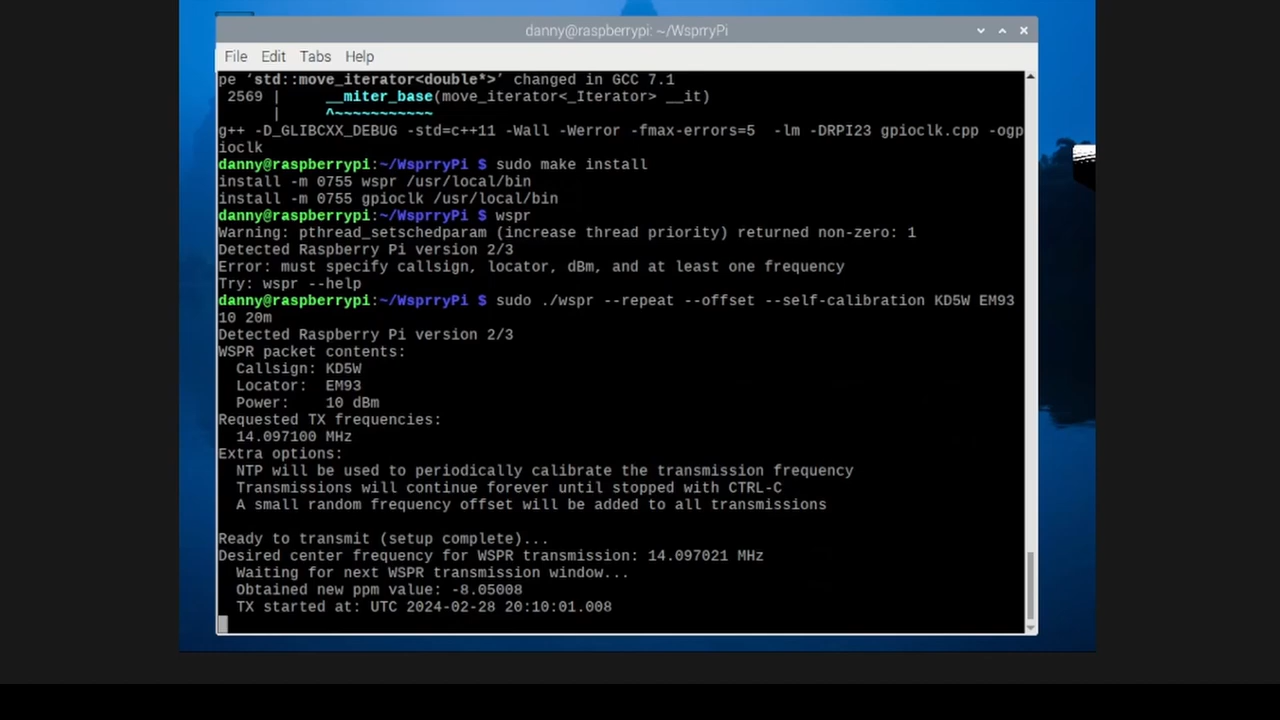 danny@raspberrypi: ~/WsprryPi
File Edit Tabs Help
pe ‘std::move_iterator<double*>’ changed in GCC 7.1
2569 | __miter_base(move_iterator<_Iterator> __it)
| ^~~~~~~~~~~~
g++ -D_GLIBCXX_DEBUG -std=c++11 -Wall -Werror -fmax-errors=5  -lm -DRPI23 gpioclk.cpp -ogp
ioclk
danny@raspberrypi:~/WsprryPi $ sudo make install
install -m 0755 wspr /usr/local/bin
install -m 0755 gpioclk /usr/local/bin
danny@raspberrypi:~/WsprryPi $ wspr
Warning: pthread_setschedparam (increase thread priority) returned non-zero: 1
Detected Raspberry Pi version 2/3
Error: must specify callsign, locator, dBm, and at least one frequency
Try: wspr --help
danny@raspberrypi:~/WsprryPi $ sudo ./wspr --repeat --offset --self-calibration KD5W EM93
10 20m
Detected Raspberry Pi version 2/3
WSPR packet contents:
Callsign: KD5W
Locator:  EM93
Power:    10 dBm
Requested TX frequencies:
14.097100 MHz
Extra options:
NTP will be used to periodically calibrate the transmission frequency
Transmissions will continue forever until stopped with CTRL-C
A small random frequency offset will be added to all transmissions
Ready to transmit (setup complete)...
Desired center frequency for WSPR transmission: 14.097021 MHz
Waiting for next WSPR transmission window...
Obtained new ppm value: -8.05008
TX started at: UTC 2024-02-28 20:10:01.008